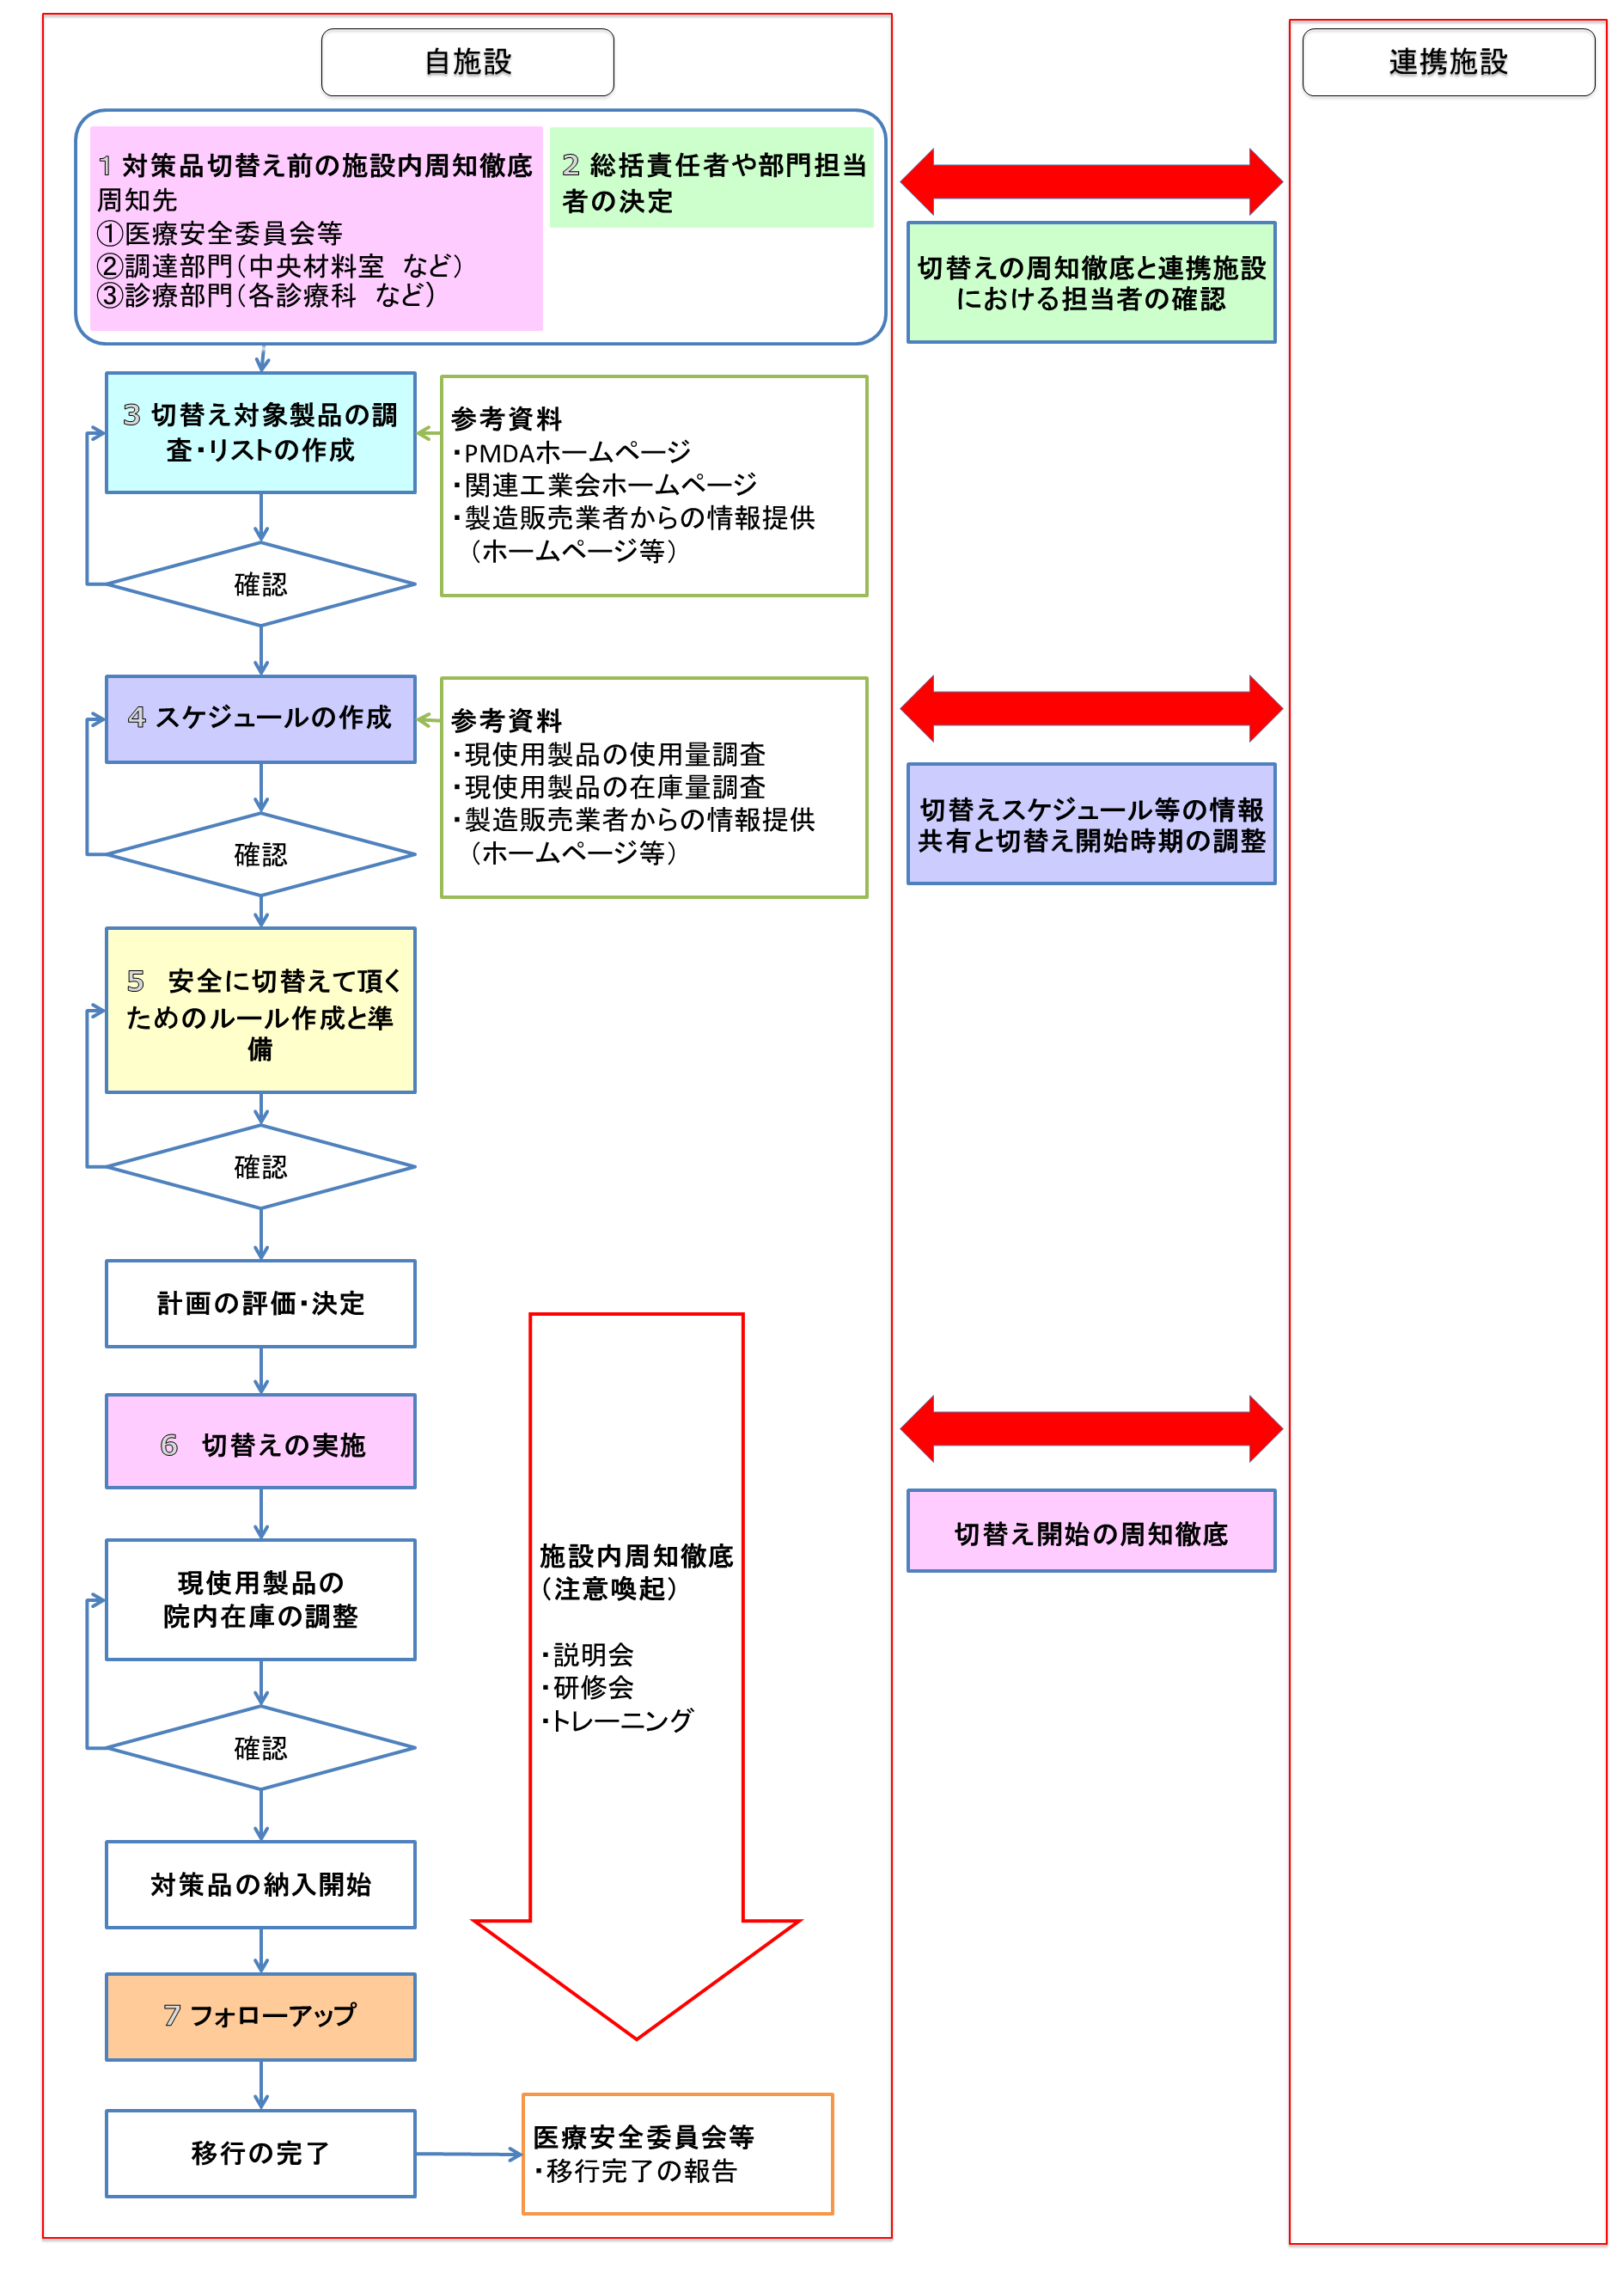 自施設
連携施設
1 対策品切替え前の施設内周知徹底
周知先
①医療安全委員会等
②調達部門（中央材料室　など）
③診療部門（各診療科　など）
2 総括責任者や部門担当
者の決定
切替えの周知徹底と連携施設
における担当者の確認
3 切替え対象製品の調
査・リストの作成
参考資料
・PMDAホームページ
・関連工業会ホームページ
・製造販売業者からの情報提供
（ホームページ等）
確認
4 スケジュールの作成
参考資料
・現使用製品の使用量調査
・現使用製品の在庫量調査
・製造販売業者からの情報提供
（ホームページ等）
切替えスケジュール等の情報
共有と切替え開始時期の調整
確認
5　安全に切替えて頂く
ためのルール作成と準
備
確認
計画の評価・決定
6　切替えの実施
切替え開始の周知徹底
施設内周知徹底
（注意喚起）
・説明会
・研修会
・トレーニング
現使用製品の
院内在庫の調整
確認
対策品の納入開始
7 フォローアップ
移行の完了
医療安全委員会等
・移行完了の報告